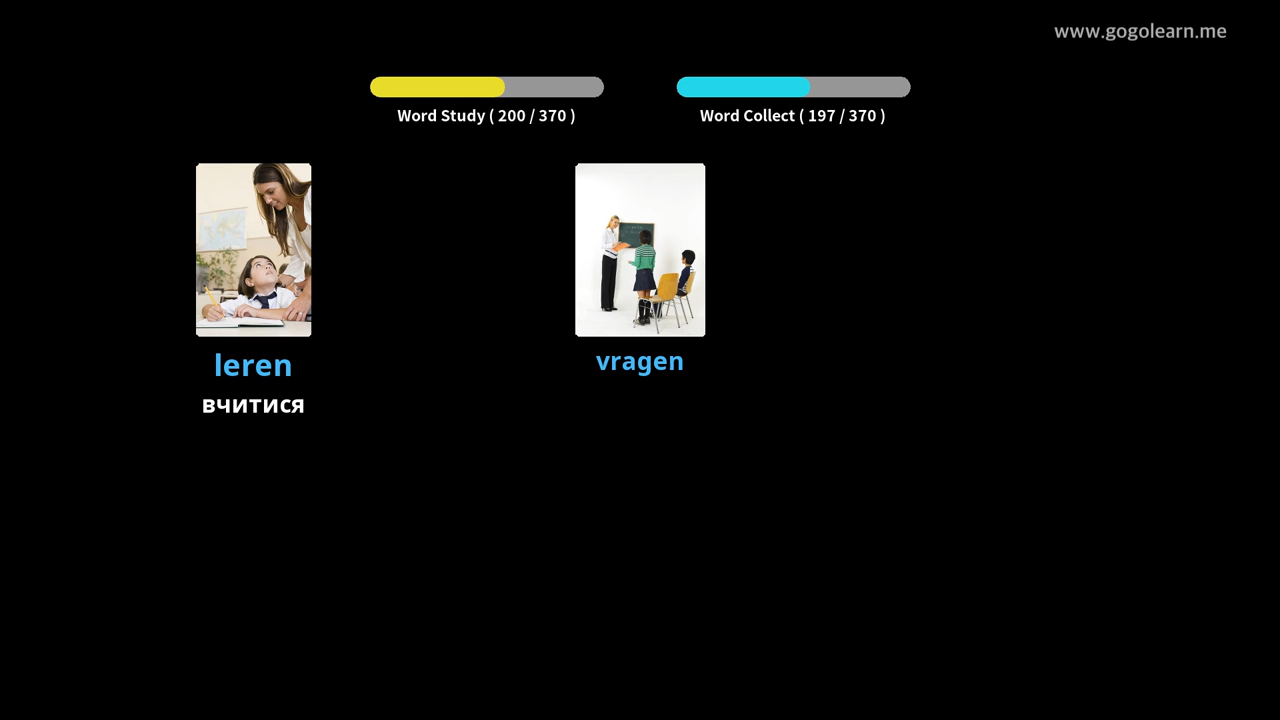 www.gogolearn.me
Word Study ( 200 / 370 )
Word Collect ( 197 / 370 )
leren
вчитися
vragen